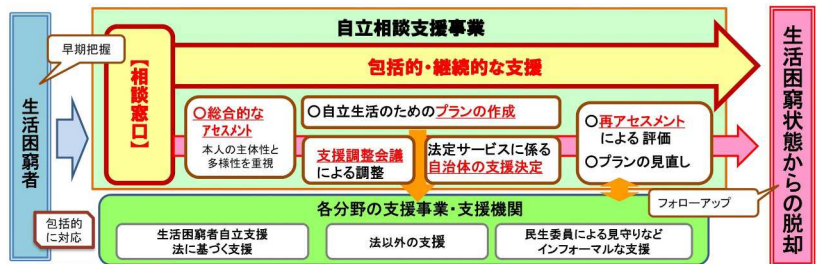 自立相談支援事業
早期把握
生活困窮者
【相談窓口】
包括的・継続的な支援
〇総合的な
アセスメント
本人の主体性と
多様性を重視
〇自立生活のためのプランの作成
支援調整会議
による調整
法定サービスに係る
自治体の支援決定
〇再アセスメント
による評価
〇プランの見直し
生活困窮状態からの脱却
フォローアップ
包括的
に対応
各分野の支援事業・支援機関
生活困窮者自立支援
法に基づく支援
法以外の支援
民生委員による見守りなど
インフォーマルな支援